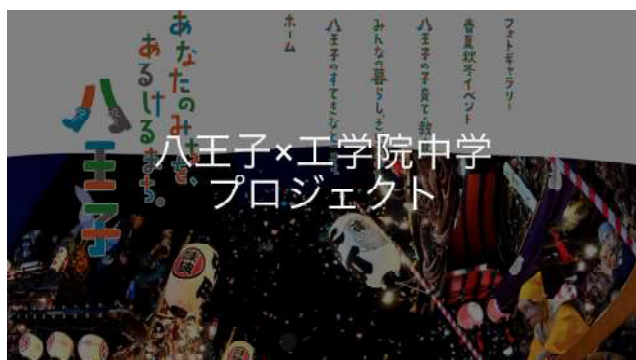 八王子×工学院中学
プロジェクト
フォトギャラリー
春夏秋冬イベント
八王子の子育て
みんなの暮らし
八王子のすてきな
ホーム
あなたのみちを、
あるけるまち。
八王子